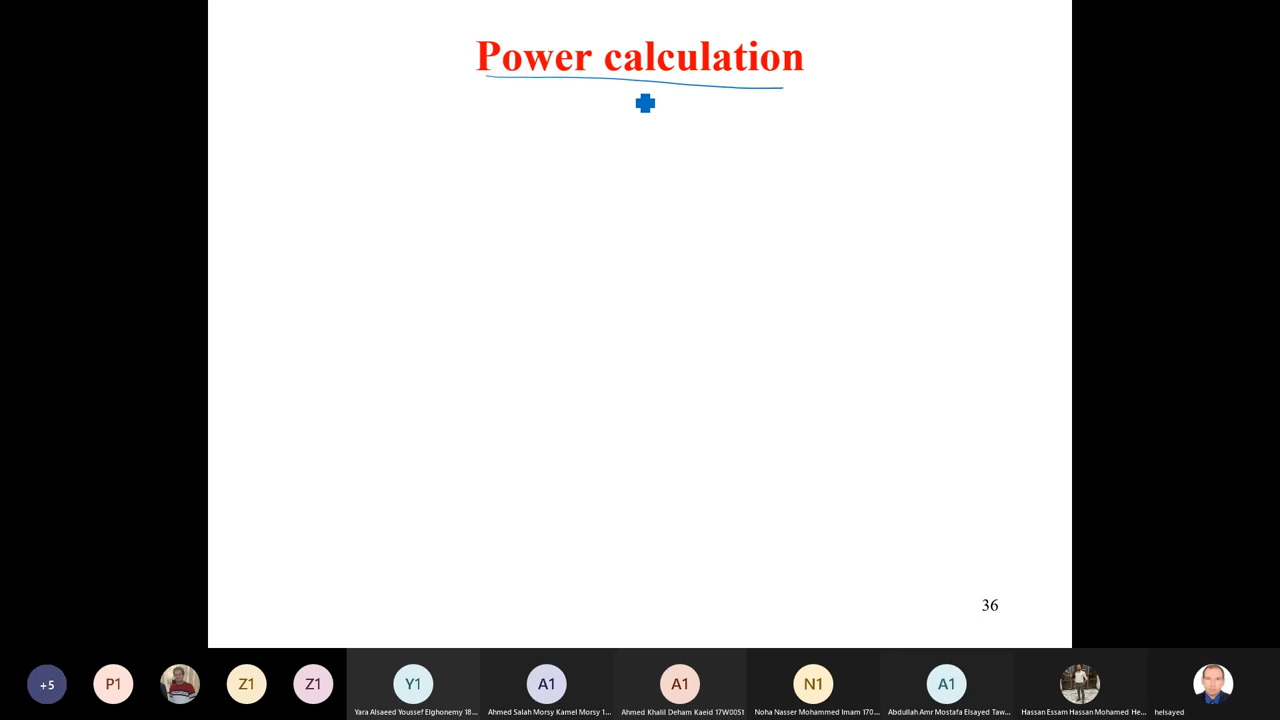 Power calculation
36
+5
P1
Z1
Z1
Y1
A1
A1
N1
A1
Yara Alsaeed Youssef Elghonemy 18...
Ahmed Salah Morsy Kamel Morsy 1...
Ahmed Khalil Deham Kaeid 17W0051
Noha Nasser Mohammed Imam 170...
Abdullah Amr Mostafa Elsayed Taw...
Hassan Essam Hassan Mohamed He...
helsayed